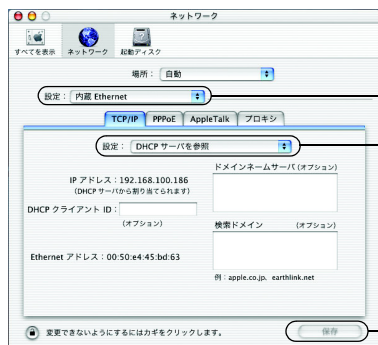 ネットワーク
すべてを表示 ネットワーク 起動ディスク
場所： 自動
設定： 内蔵 Ethernet
TCP/IP PPPoE AppleTalk プロキシ
設定： DHCP サーバを参照
ドメインネームサーバ (オプション)
IP アドレス：192.168.100.186
(DHCP サーバから割り当てられます)
DHCP クライアント ID：
(オプション)
検索ドメイン (オプション)
Ethernet アドレス：00:50:e4:45:bd:63
例：apple.co.jp、earthlink.net
変更できないようにするにはカギをクリックします。
保存